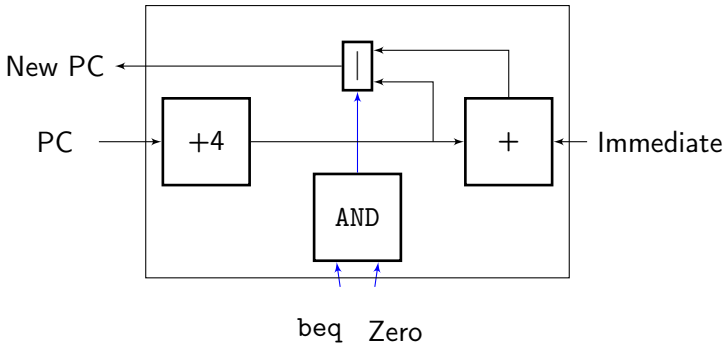 |
New PC
PC
+4
+
Immediate
AND
beq Zero